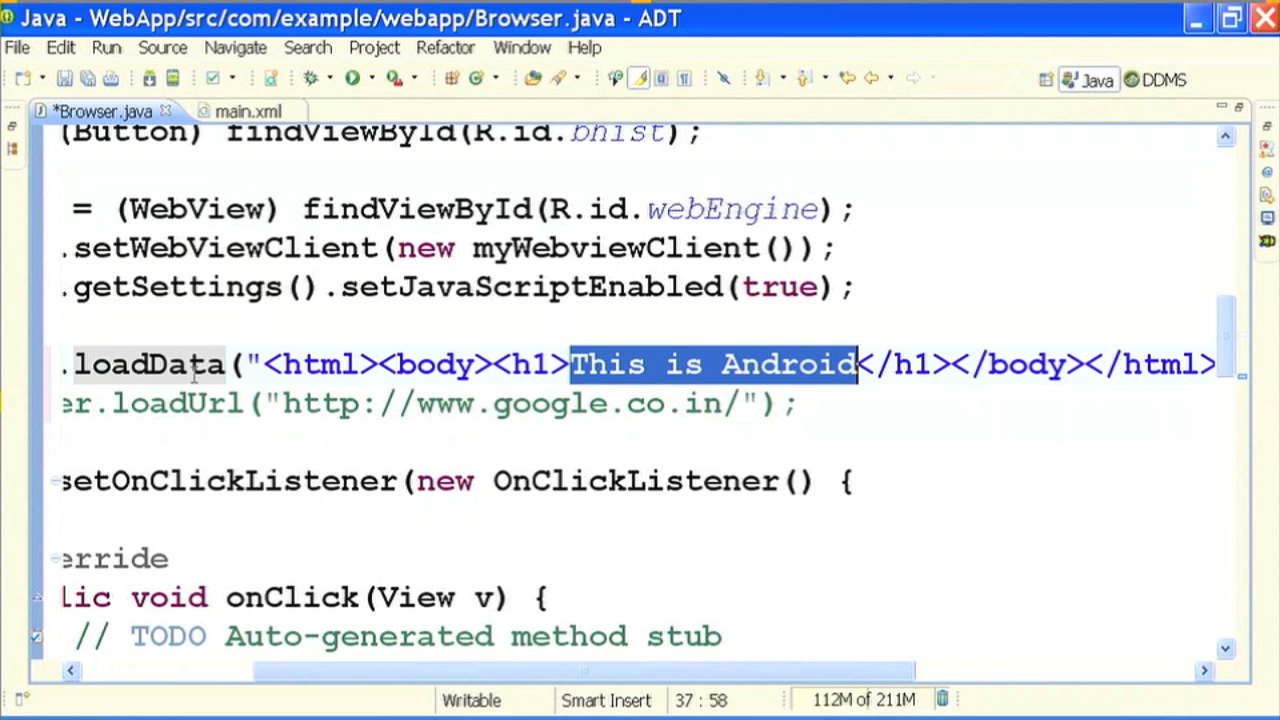 Java - WebApp/src/com/example/webapp/Browser.java - ADT
File Edit Run Source Navigate Search Project Refactor Window Help
Java DDMS
*Browser.java main.xml
(Button) findViewById(R.id.bhist);
= (WebView) findViewById(R.id.webEngine);
.setWebViewClient(new myWebviewClient());
.getSettings().setJavaScriptEnabled(true);
.loadData("<html><body><h1>This is Android</h1></body></html>
er.loadUrl("http://www.google.co.in/");
setOnClickListener(new OnClickListener() {
erride
lic void onClick(View v) {
// TODO Auto-generated method stub
Writable Smart Insert 37 : 58 112M of 211M